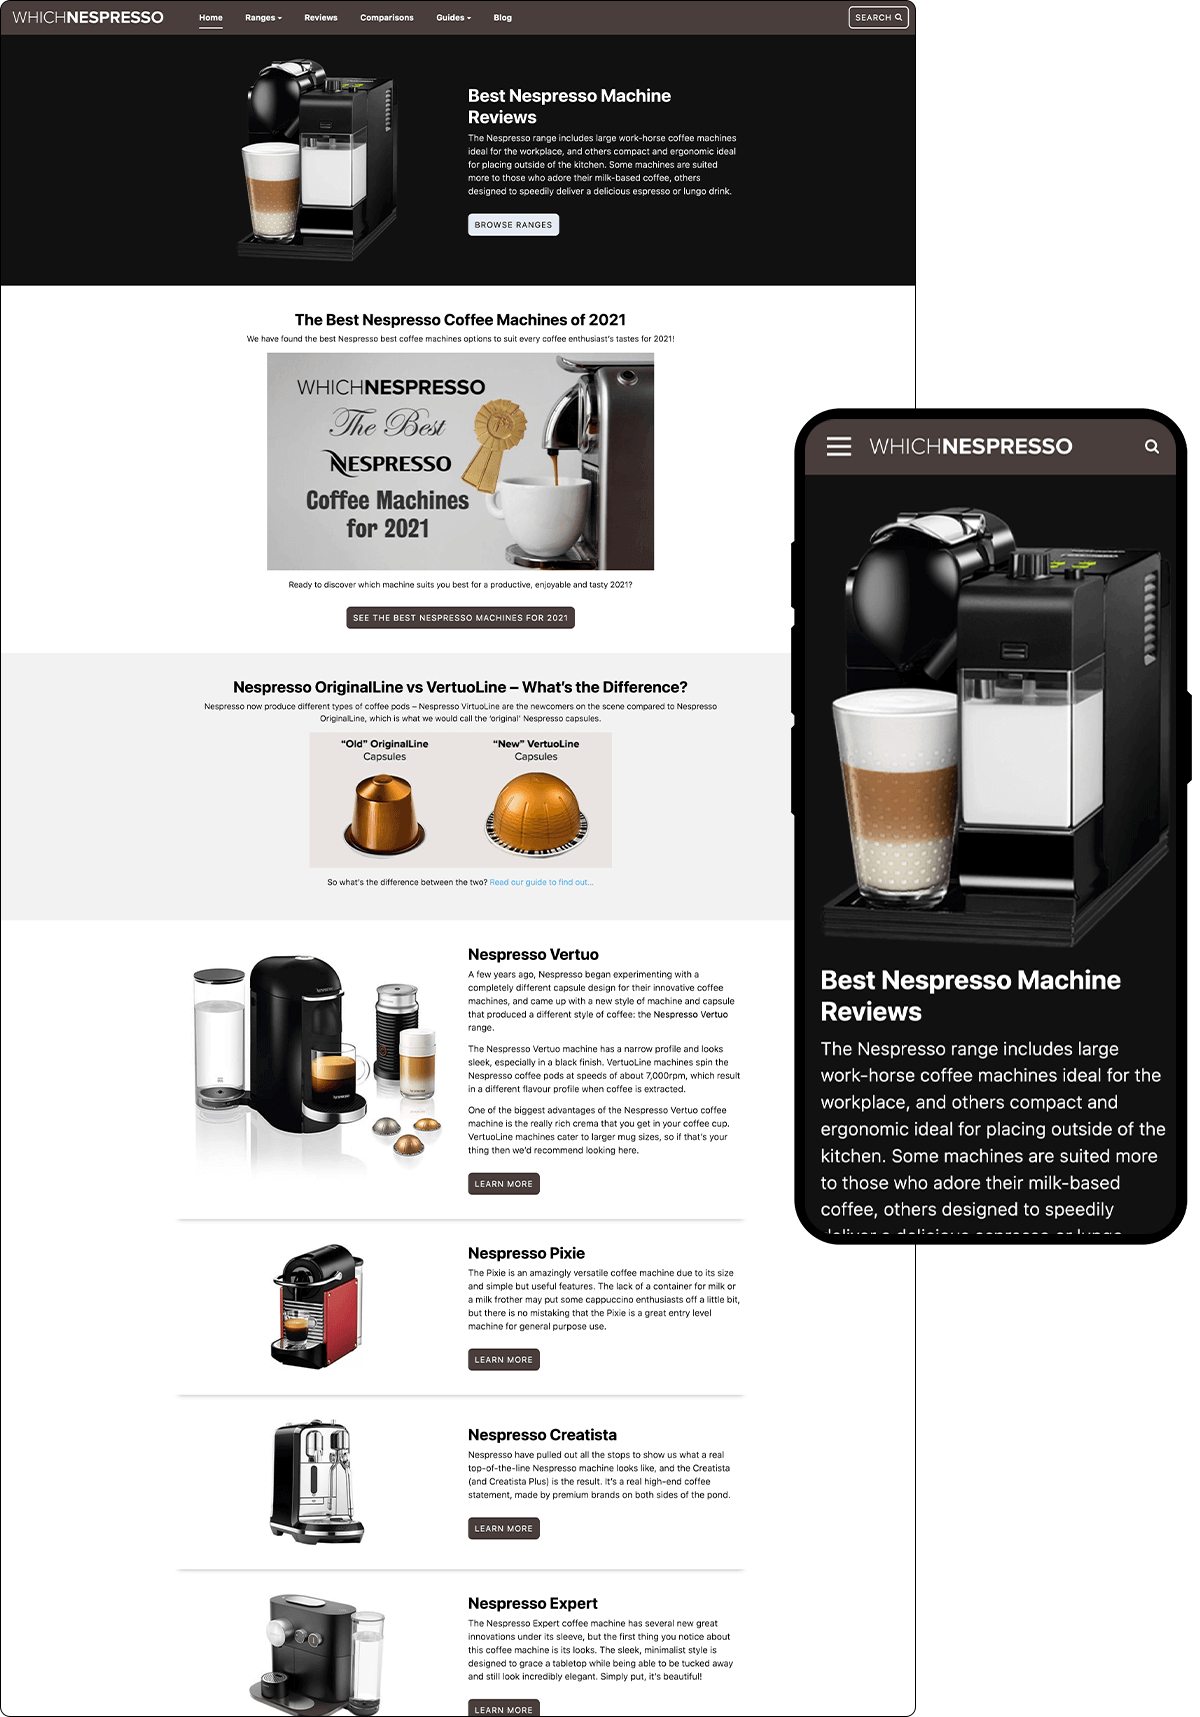 WHICHNESPRESSO
Home Ranges Reviews Comparisons Guides Blog
SEARCH
Best Nespresso Machine
Reviews
The Nespresso range includes large work-horse coffee machines
ideal for the workplace, and others compact and ergonomic ideal
for placing outside of the kitchen. Some machines are suited
more to those who adore their milk-based coffee, others
designed to speedily deliver a delicious espresso or lungo drink.
BROWSE RANGES
The Best Nespresso Coffee Machines of 2021
We have found the best Nespresso best coffee machines options to suit every coffee enthusiast's tastes for 2021!
WHICHNESPRESSO
The Best
NESPRESSO
Coffee Machines
for 2021
Ready to discover which machine suits you best for a productive, enjoyable and tasty 2021?
SEE THE BEST NESPRESSO MACHINES FOR 2021
Nespresso OriginalLine vs VertuoLine – What's the Difference?
Nespresso now produce different types of coffee pods – Nespresso VirtuoLine are the newcomers on the scene compared to Nespresso
OriginalLine, which is what we would call the 'original' Nespresso capsules.
“Old” OriginalLine
Capsules
“New” VertuoLine
Capsules
So what's the difference between the two? Read our guide to find out...
Nespresso Vertuo
A few years ago, Nespresso began experimenting with a
completely different capsule design for their innovative coffee
machines, and came up with a new style of machine and capsule
that produced a different style of coffee: the Nespresso Vertuo
range.
The Nespresso Vertuo machine has a narrow profile and looks
sleek, especially in a black finish. VertuoLine machines spin the
Nespresso coffee pods at speeds of about 7,000rpm, which result
in a different flavour profile when coffee is extracted.
One of the biggest advantages of the Nespresso Vertuo coffee
machine is the really rich crema that you get in your coffee cup.
VertuoLine machines cater to larger mug sizes, so if that's your
thing then we'd recommend looking here.
LEARN MORE
Nespresso Pixie
The Pixie is an amazingly versatile coffee machine due to its size
and simple but useful features. The lack of a container for milk or
a milk frother may put some cappuccino enthusiasts off a little bit,
but there is no mistaking that the Pixie is a great entry level
machine for general purpose use.
LEARN MORE
Nespresso Creatista
Nespresso have pulled out all the stops to show us what a real
top-of-the-line Nespresso machine looks like, and the Creatista
(and Creatista Plus) is the result. It's a real high-end coffee
statement, made by premium brands on both sides of the pond.
LEARN MORE
Nespresso Expert
The Nespresso Expert coffee machine has several new great
innovations under its sleeve, but the first thing you notice about
this coffee machine is its looks. The sleek, minimalist style is
designed to grace a tabletop while being able to be tucked away
and still look incredibly elegant. Simply put, it's beautiful!
LEARN MORE
WHICHNESPRESSO
Best Nespresso Machine
Reviews
The Nespresso range includes large
work-horse coffee machines ideal for the
workplace, and others compact and
ergonomic ideal for placing outside of the
kitchen. Some machines are suited more
to those who adore their milk-based
coffee, others designed to speedily
deliver a delicious espresso or lungo